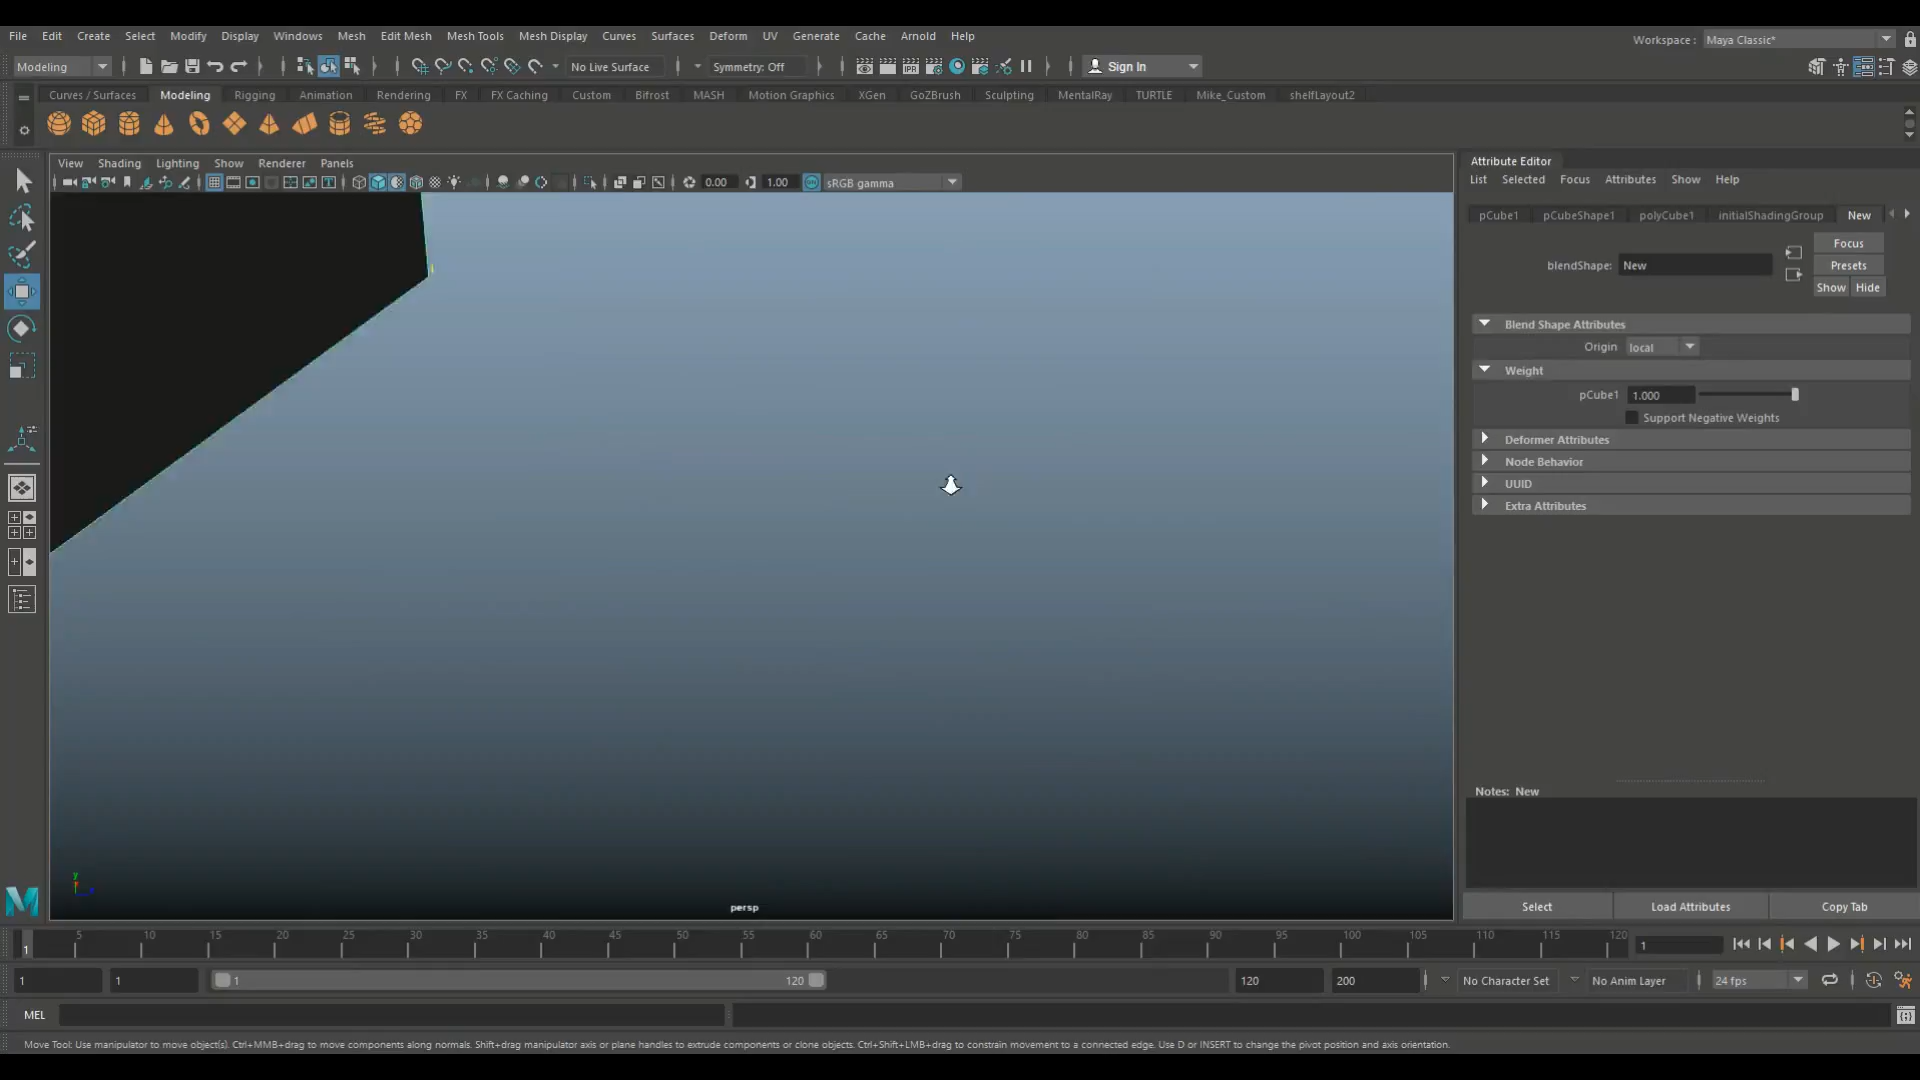 File Edit Create Select Modify Display Windows Mesh Edit Mesh Mesh Tools Mesh Display Curves Surfaces Deform UV Generate Cache Arnold Help
Workspace : Maya Classic*
Modeling No Live Surface Symmetry: Off Sign In
Curves / Surfaces Modeling Rigging Animation Rendering FX FX Caching Custom Bifrost MASH Motion Graphics XGen GoZBrush Sculpting MentalRay TURTLE Mike_Custom shelfLayout2
View Shading Lighting Show Renderer Panels
0.00 1.00 sRGB gamma
persp
Attribute Editor
List Selected Focus Attributes Show Help
pCube1 pCubeShape1 polyCube1 initialShadingGroup New
Focus
blendShape: New Presets
Show Hide
Blend Shape Attributes
Origin local
Weight
pCube1 1.000
Support Negative Weights
Deformer Attributes
Node Behavior
UUID
Extra Attributes
Notes: New
Select Load Attributes Copy Tab
1 5 10 15 20 25 30 35 40 45 50 55 60 65 70 75 80 85 90 95 100 105 110 115 120 1
1 1 1 120 120 200 No Character Set No Anim Layer 24 fps
MEL
Move Tool: Use manipulator to move object(s). Ctrl+MMB+drag to move components along normals. Shift+drag manipulator axis or plane handles to extrude components or clone objects. Ctrl+Shift+LMB+drag to constrain movement to a connected edge. Use D or INSERT to change the pivot position and axis orientation.